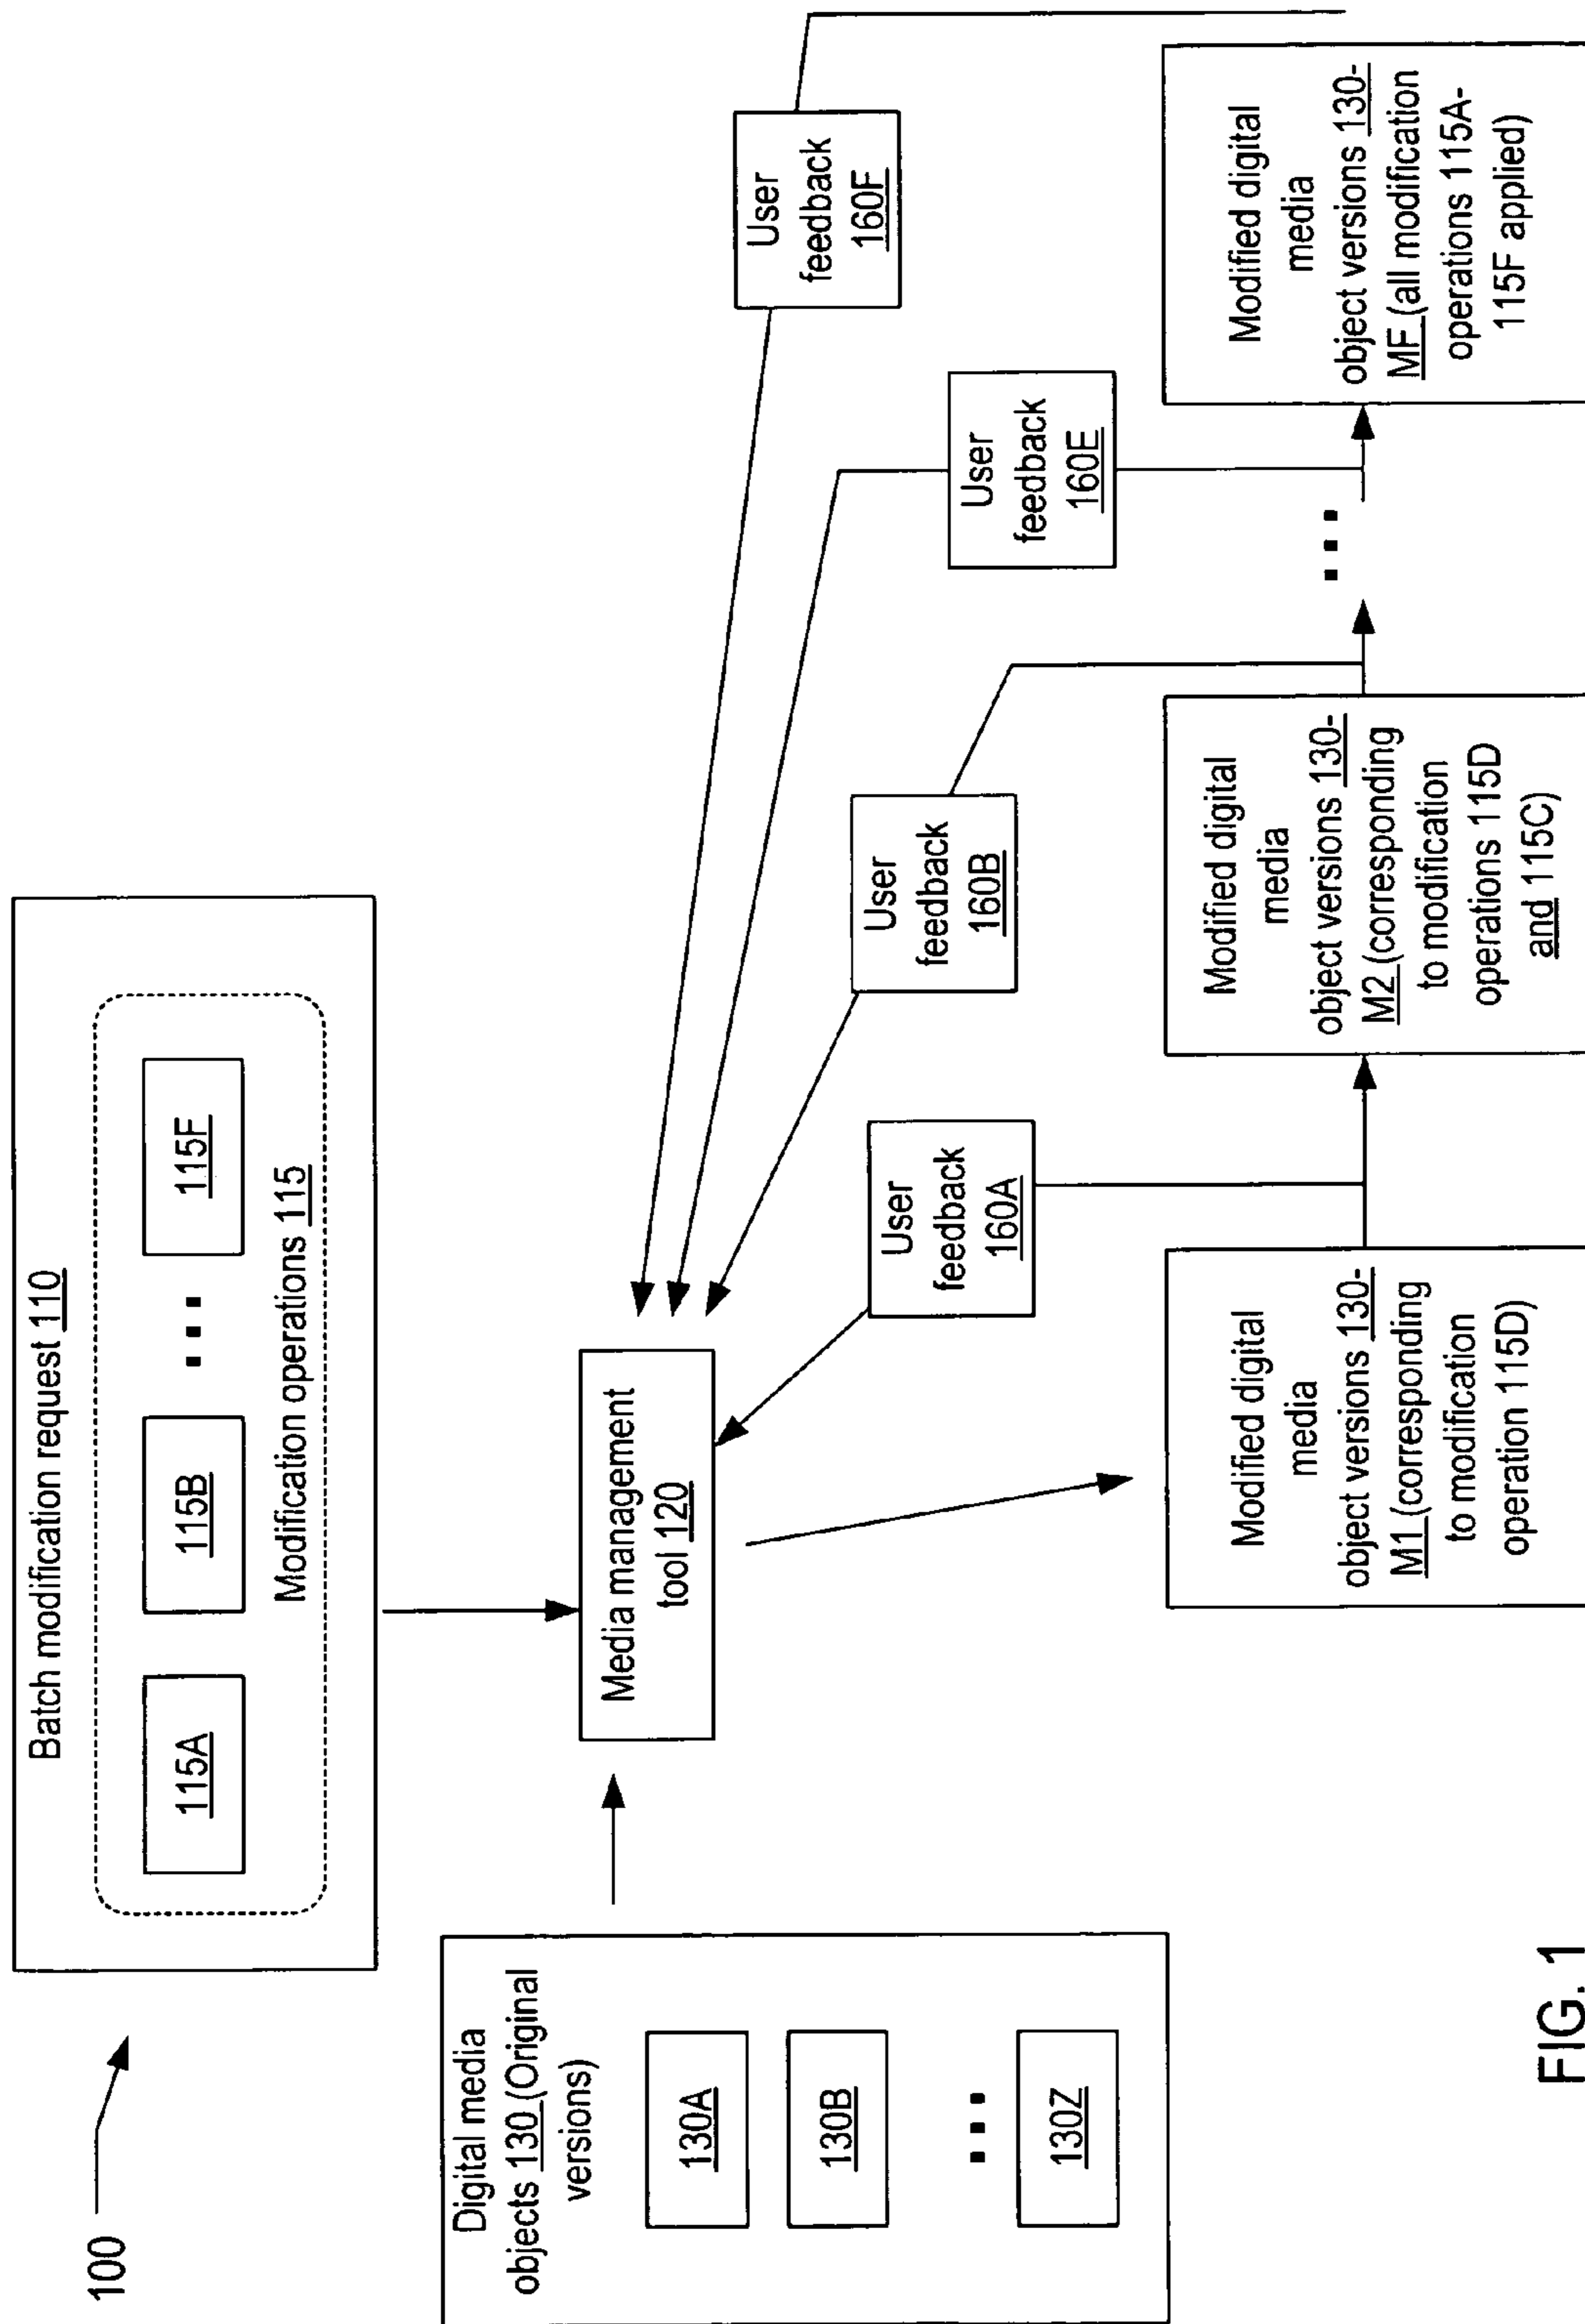 100
Batch modification request 110
115A
115B
115F
Modification operations 115
Digital media
objects 130 (Original
versions)
130A
130B
130Z
Media management
tool 120
User
feedback
160A
User
feedback
160B
User
feedback
160E
User
feedback
160F
Modified digital
media
object versions 130-
M1 (corresponding
to modification
operation 115D)
Modified digital
media
object versions 130-
M2 (corresponding
to modification
operations 115D
and 115C)
Modified digital
media
object versions 130-
MF (all modification
operations 115A-
115F applied)
FIG. 1